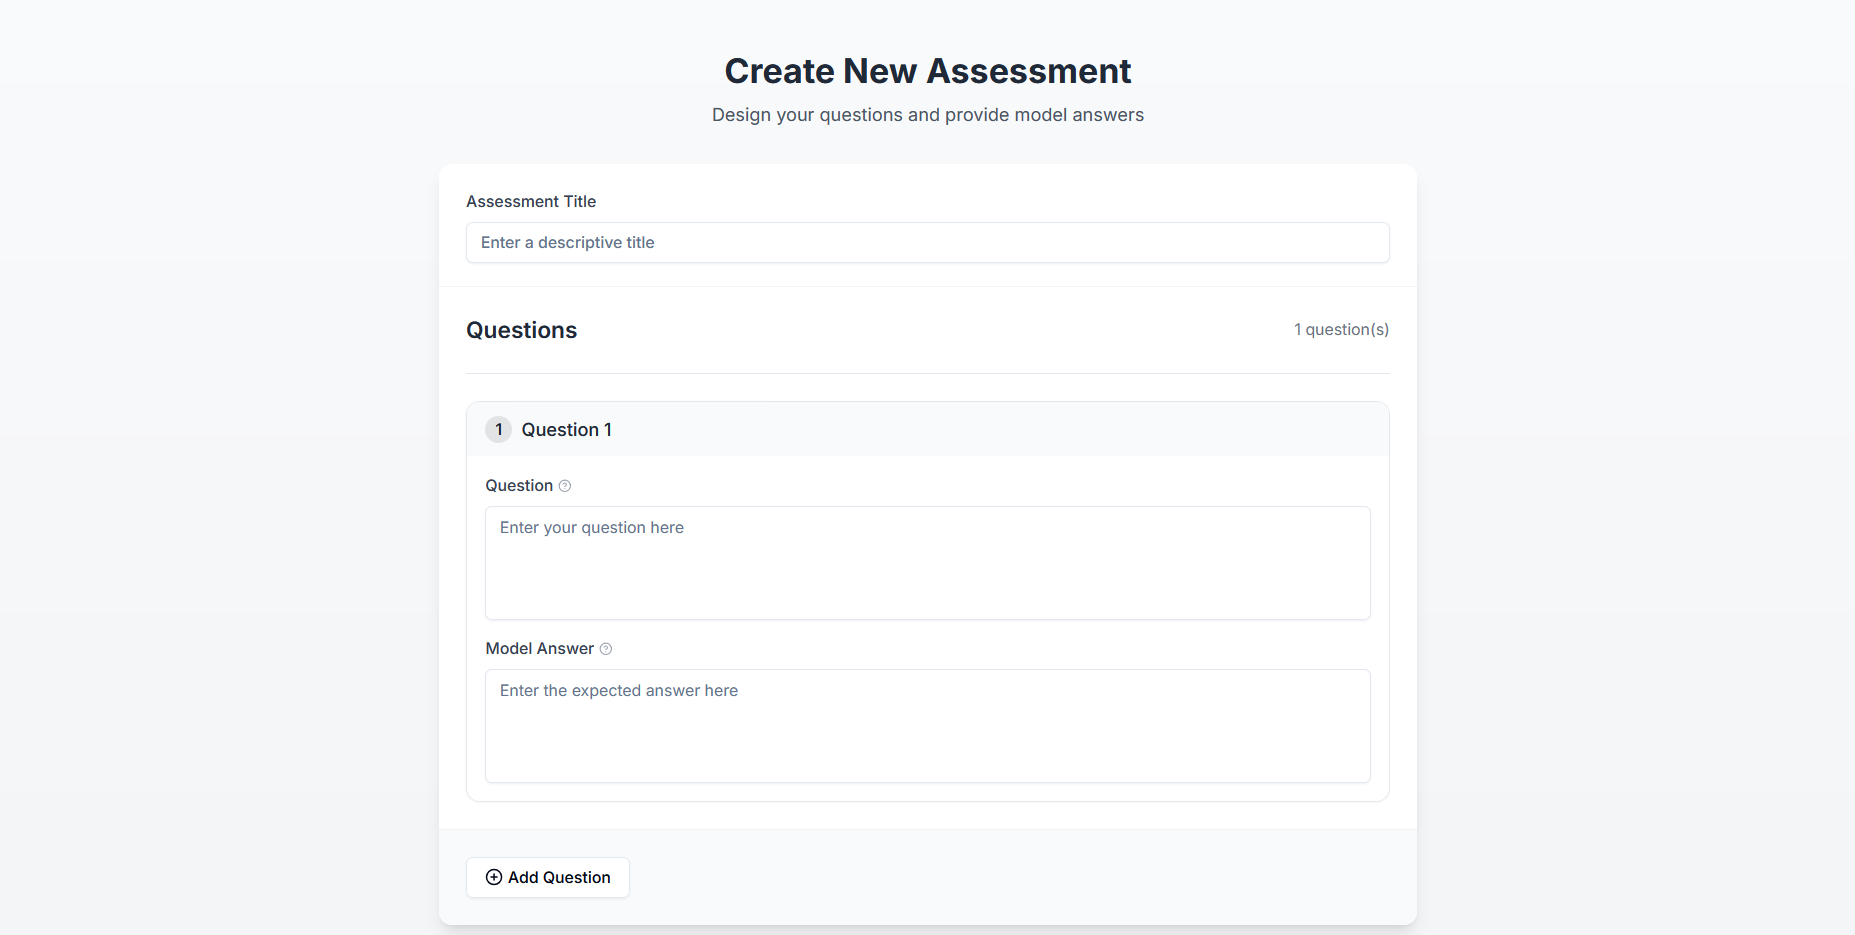 Create New Assessment
Design your questions and provide model answers
Assessment Title
Enter a descriptive title
Questions
1 question(s)
1 Question 1
Question
Enter your question here
Model Answer
Enter the expected answer here
Add Question